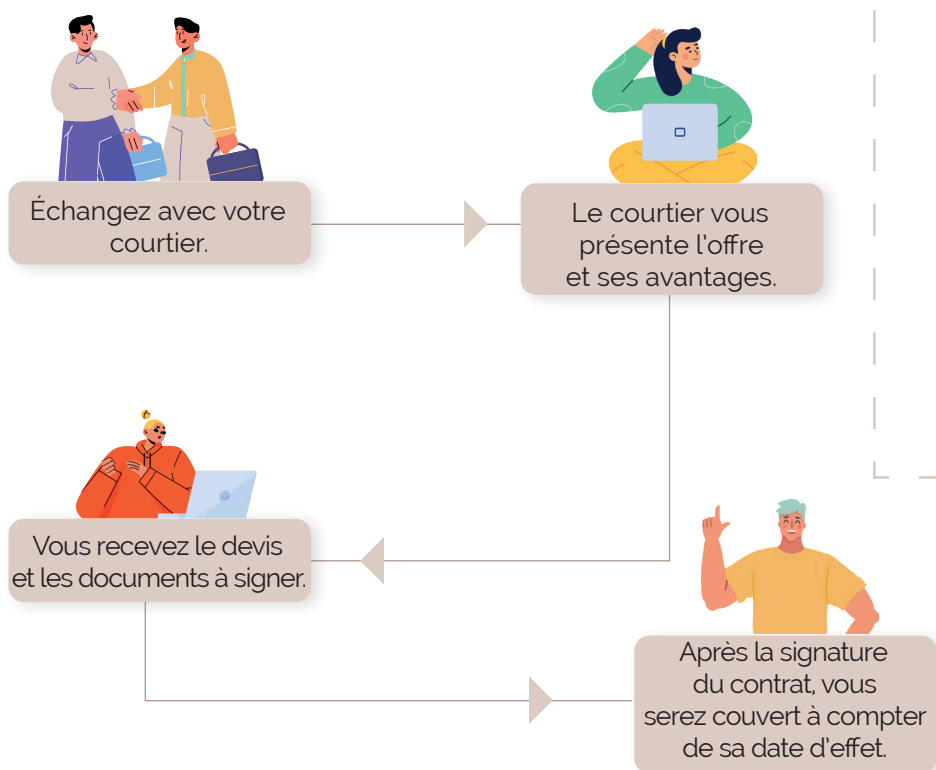 Échangez avec votre
courtier.
Le courtier vous
présente l'offre
et ses avantages.
Vous recevez le devis
et les documents à signer.
Après la signature
du contrat, vous
serez couvert à compter
de sa date d'effet.